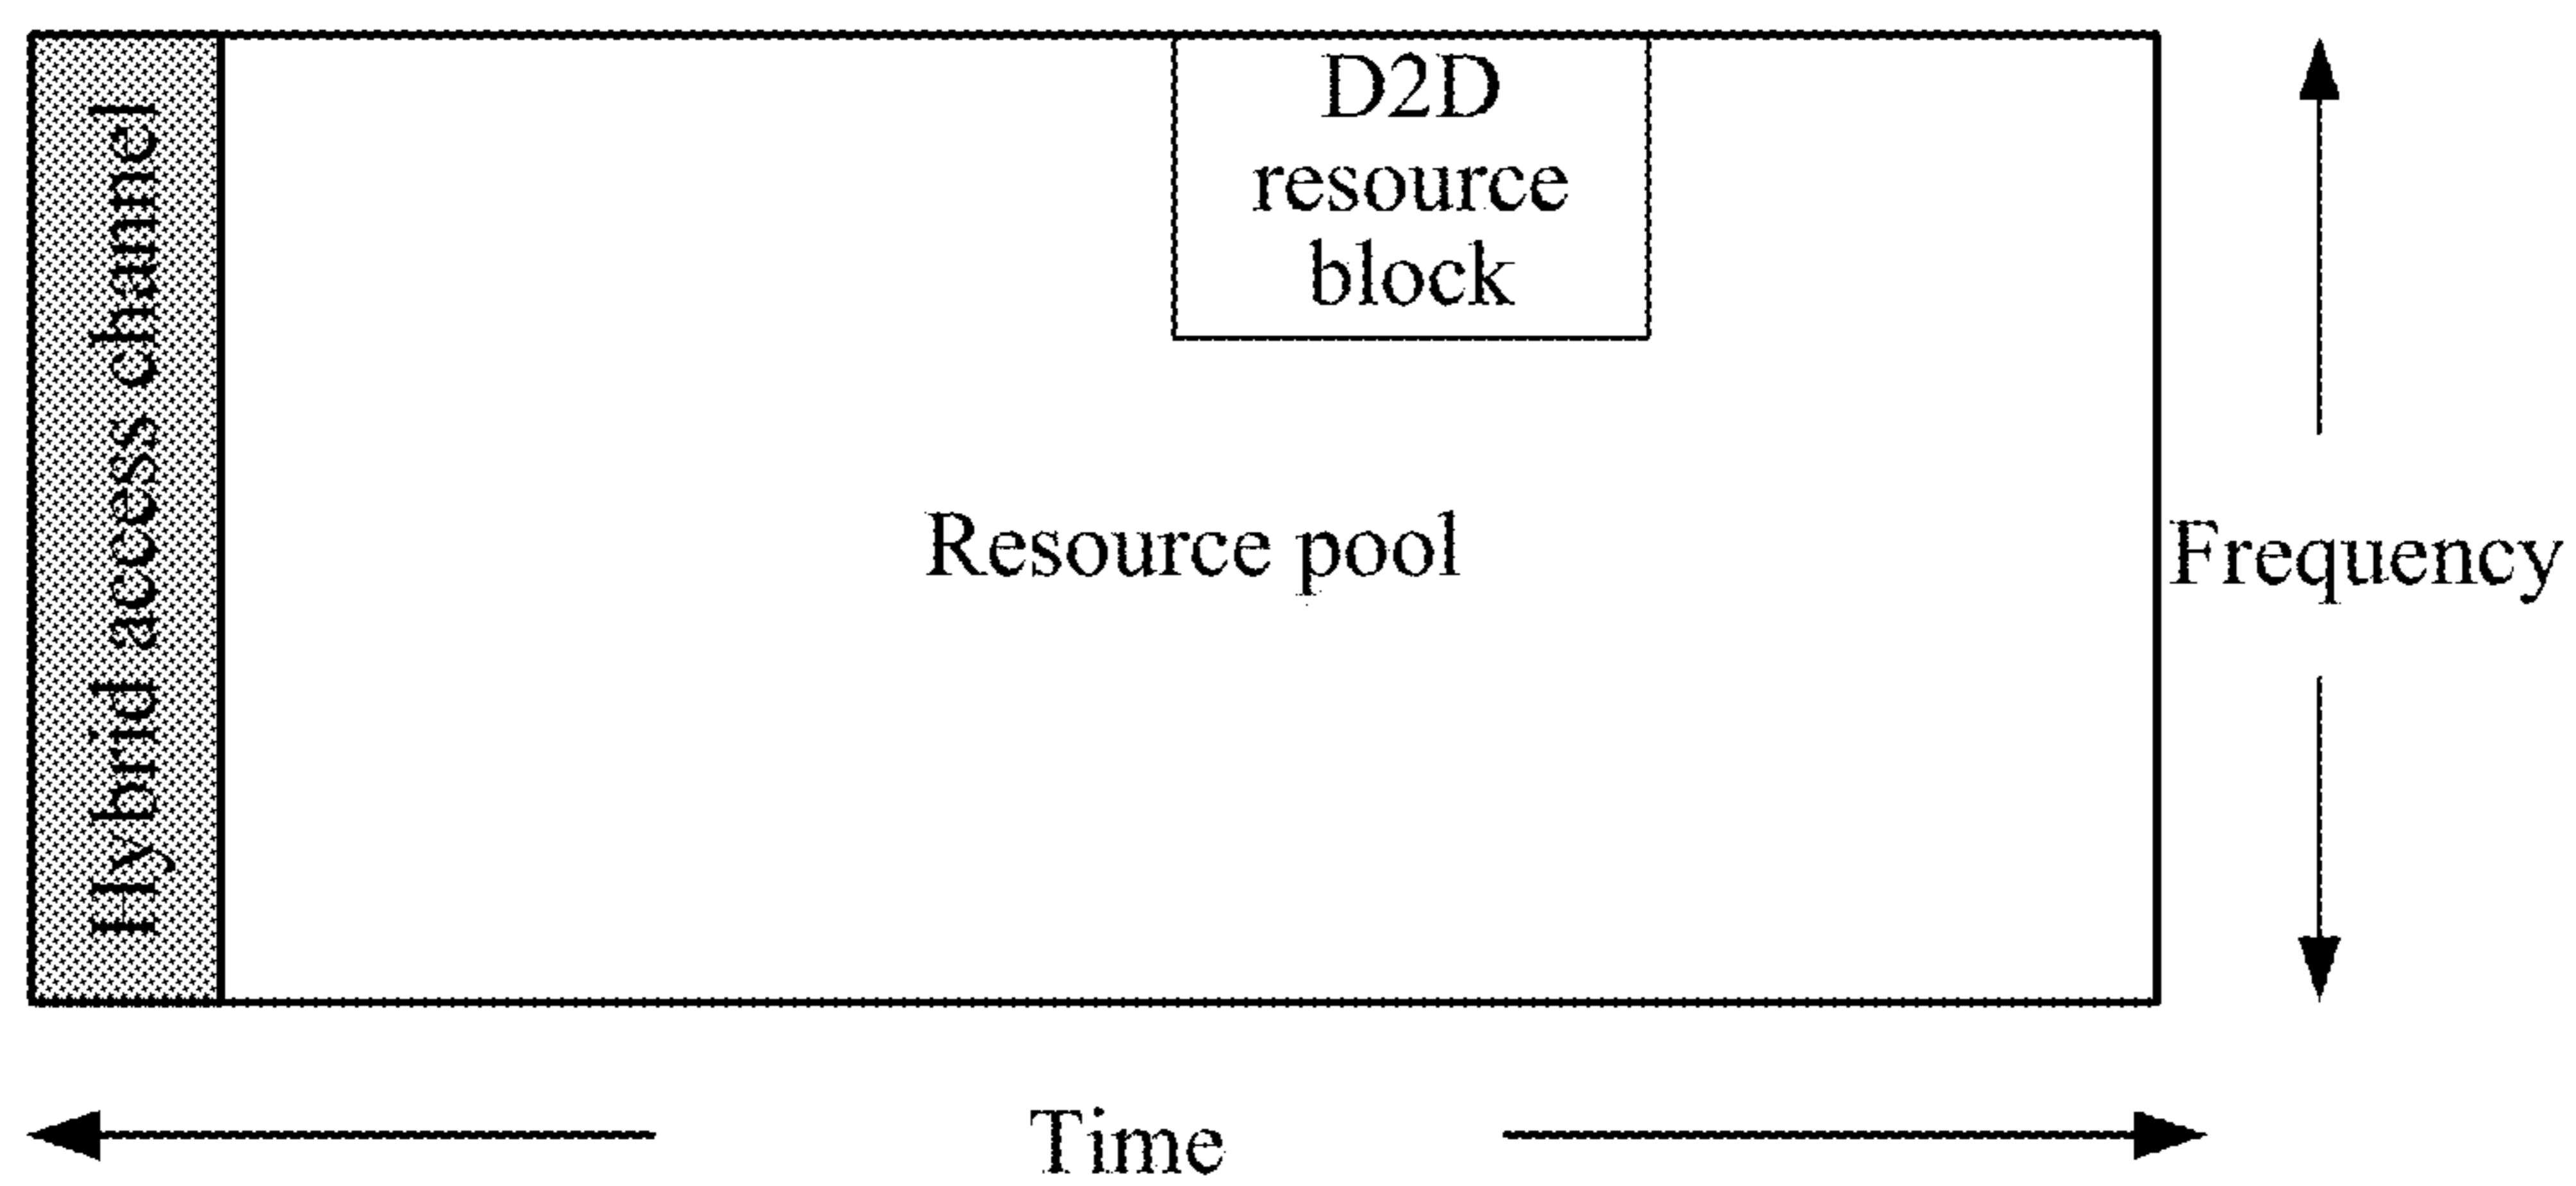 Hybrid access channel
D2D
resource
block
Resource pool
Frequency
Time